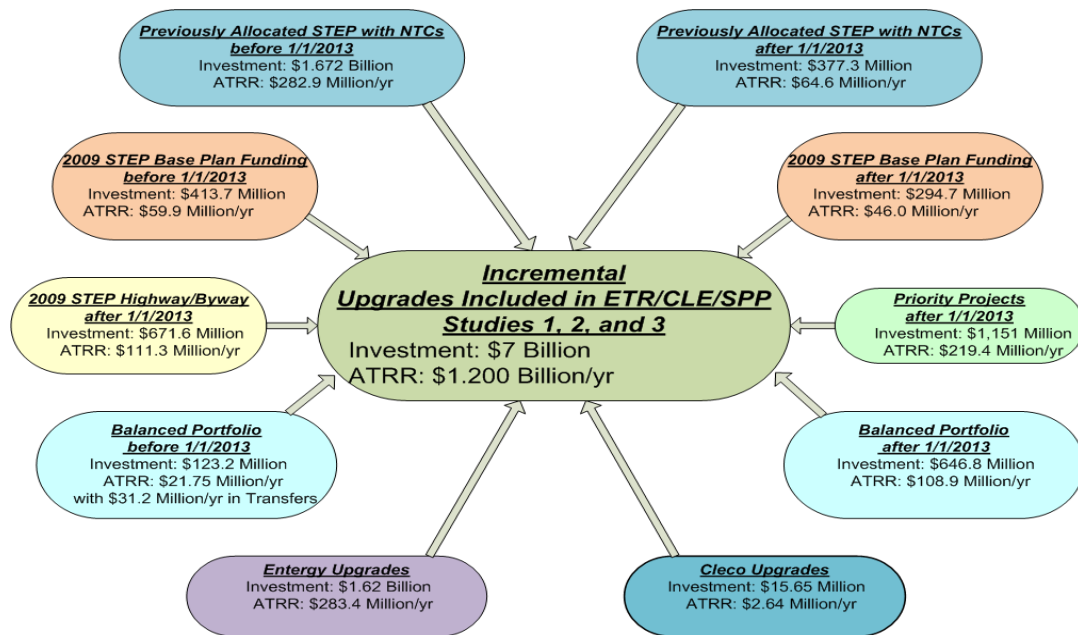 Previously Allocated STEP with NTCs
before 1/1/2013
Investment: $1.672 Billion
ATRR: $282.9 Million/yr
Previously Allocated STEP with NTCs
after 1/1/2013
Investment: $377.3 Million
ATRR: $64.6 Million/yr
2009 STEP Base Plan Funding
before 1/1/2013
Investment: $413.7 Million
ATRR: $59.9 Million/yr
2009 STEP Base Plan Funding
after 1/1/2013
Investment: $294.7 Million
ATRR: $46.0 Million/yr
Incremental
Upgrades Included in ETR/CLE/SPP
Studies 1, 2, and 3
Investment: $7 Billion
ATRR: $1.200 Billion/yr
2009 STEP Highway/Byway
after 1/1/2013
Investment: $671.6 Million
ATRR: $111.3 Million/yr
Priority Projects
after 1/1/2013
Investment: $1,151 Million
ATRR: $219.4 Million/yr
Balanced Portfolio
before 1/1/2013
Investment: $123.2 Million
ATRR: $21.75 Million/yr
with $31.2 Million/yr in Transfers
Balanced Portfolio
after 1/1/2013
Investment: $646.8 Million
ATRR: $108.9 Million/yr
Entergy Upgrades
Investment: $1.62 Billion
ATRR: $283.4 Million/yr
Cleco Upgrades
Investment: $15.65 Million
ATRR: $2.64 Million/yr